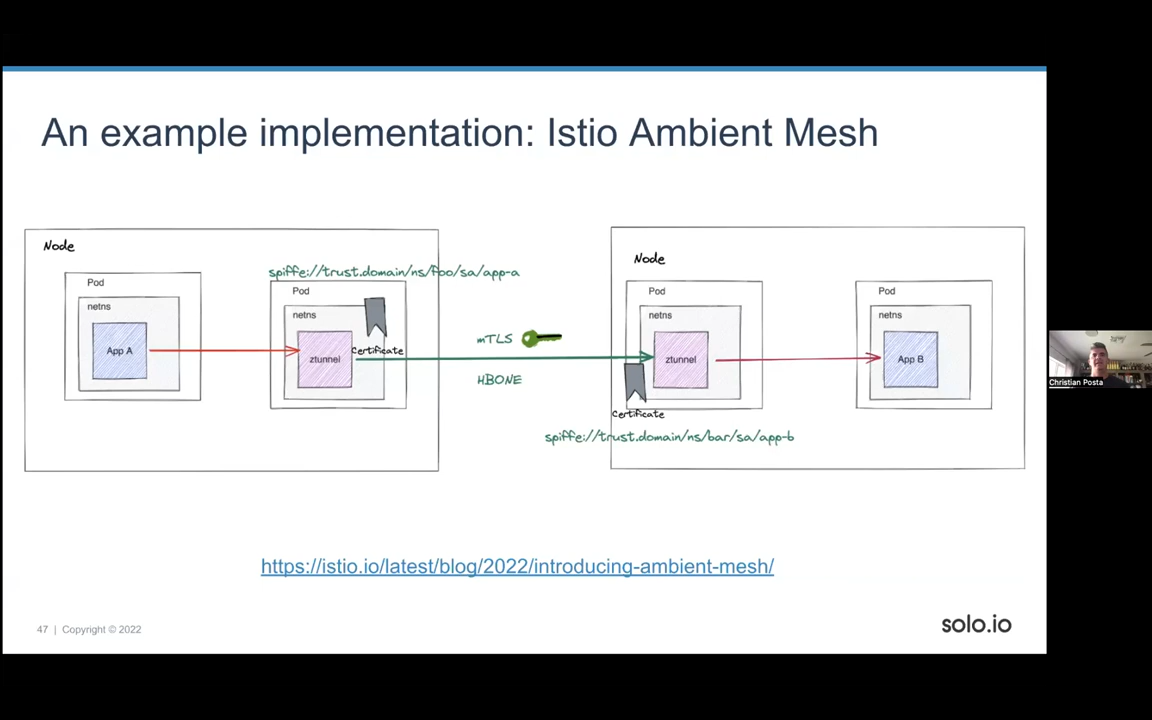 An example implementation: Istio Ambient Mesh
Node
Pod
netns
App A
spiffe://trust.domain/ns/foo/sa/app-a
Pod
netns
ztunnel
Certificate
mTLS
HBONE
Node
Pod
netns
ztunnel
Certificate
spiffe://trust.domain/ns/bar/sa/app-b
Pod
netns
App B
https://istio.io/latest/blog/2022/introducing-ambient-mesh/
47 | Copyright © 2022
solo.io
Christian Posta